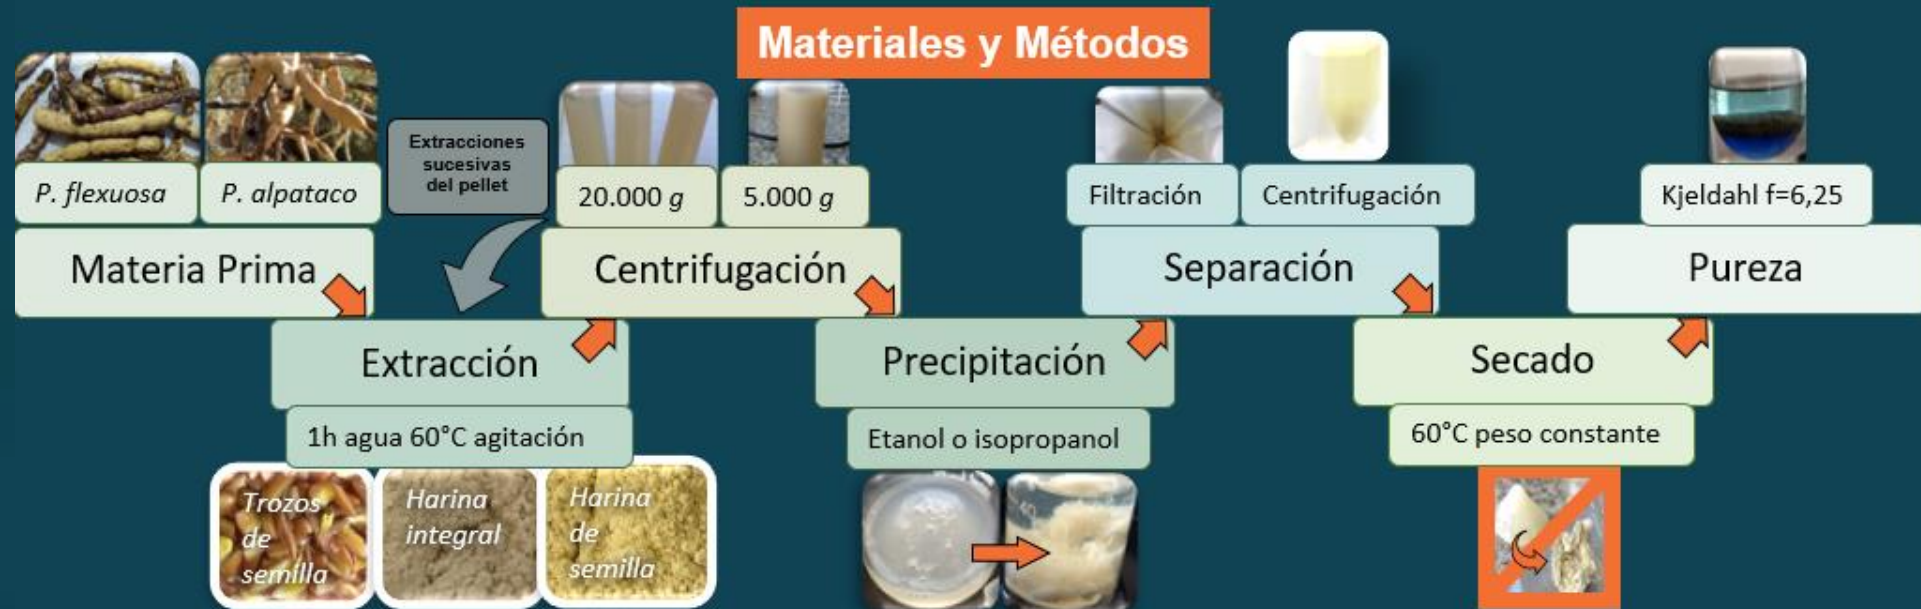 Materiales y Métodos
P. flexuosa
P. alpataco
Materia Prima
Extracciones
sucesivas
del pellet
Extracción
1h agua 60°C agitación
Trozos
de
semilla
Harina
integral
Harina
de
semilla
20.000 g
5.000 g
Centrifugación
Precipitación
Etanol o isopropanol
Filtración
Centrifugación
Separación
Secado
60°C peso constante
Kjeldahl f=6,25
Pureza